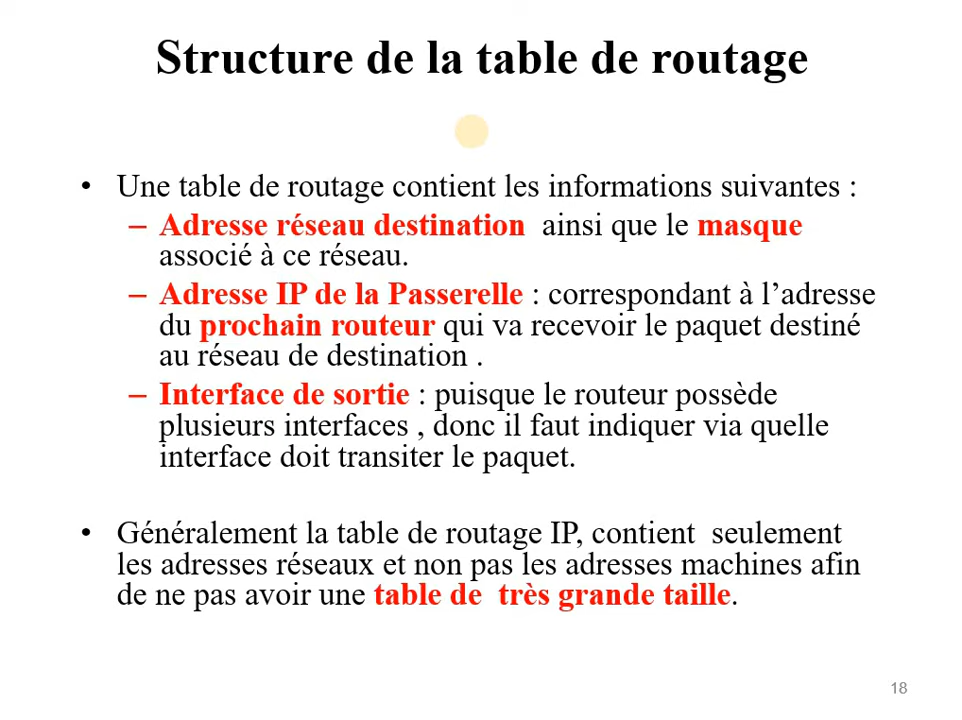 Structure de la table de routage
• Une table de routage contient les informations suivantes :
– Adresse réseau destination ainsi que le masque
associé à ce réseau.
– Adresse IP de la Passerelle : correspondant à l’adresse
du prochain routeur qui va recevoir le paquet destiné
au réseau de destination .
– Interface de sortie : puisque le routeur possède
plusieurs interfaces , donc il faut indiquer via quelle
interface doit transiter le paquet.
• Généralement la table de routage IP, contient seulement
les adresses réseaux et non pas les adresses machines afin
de ne pas avoir une table de très grande taille.
18